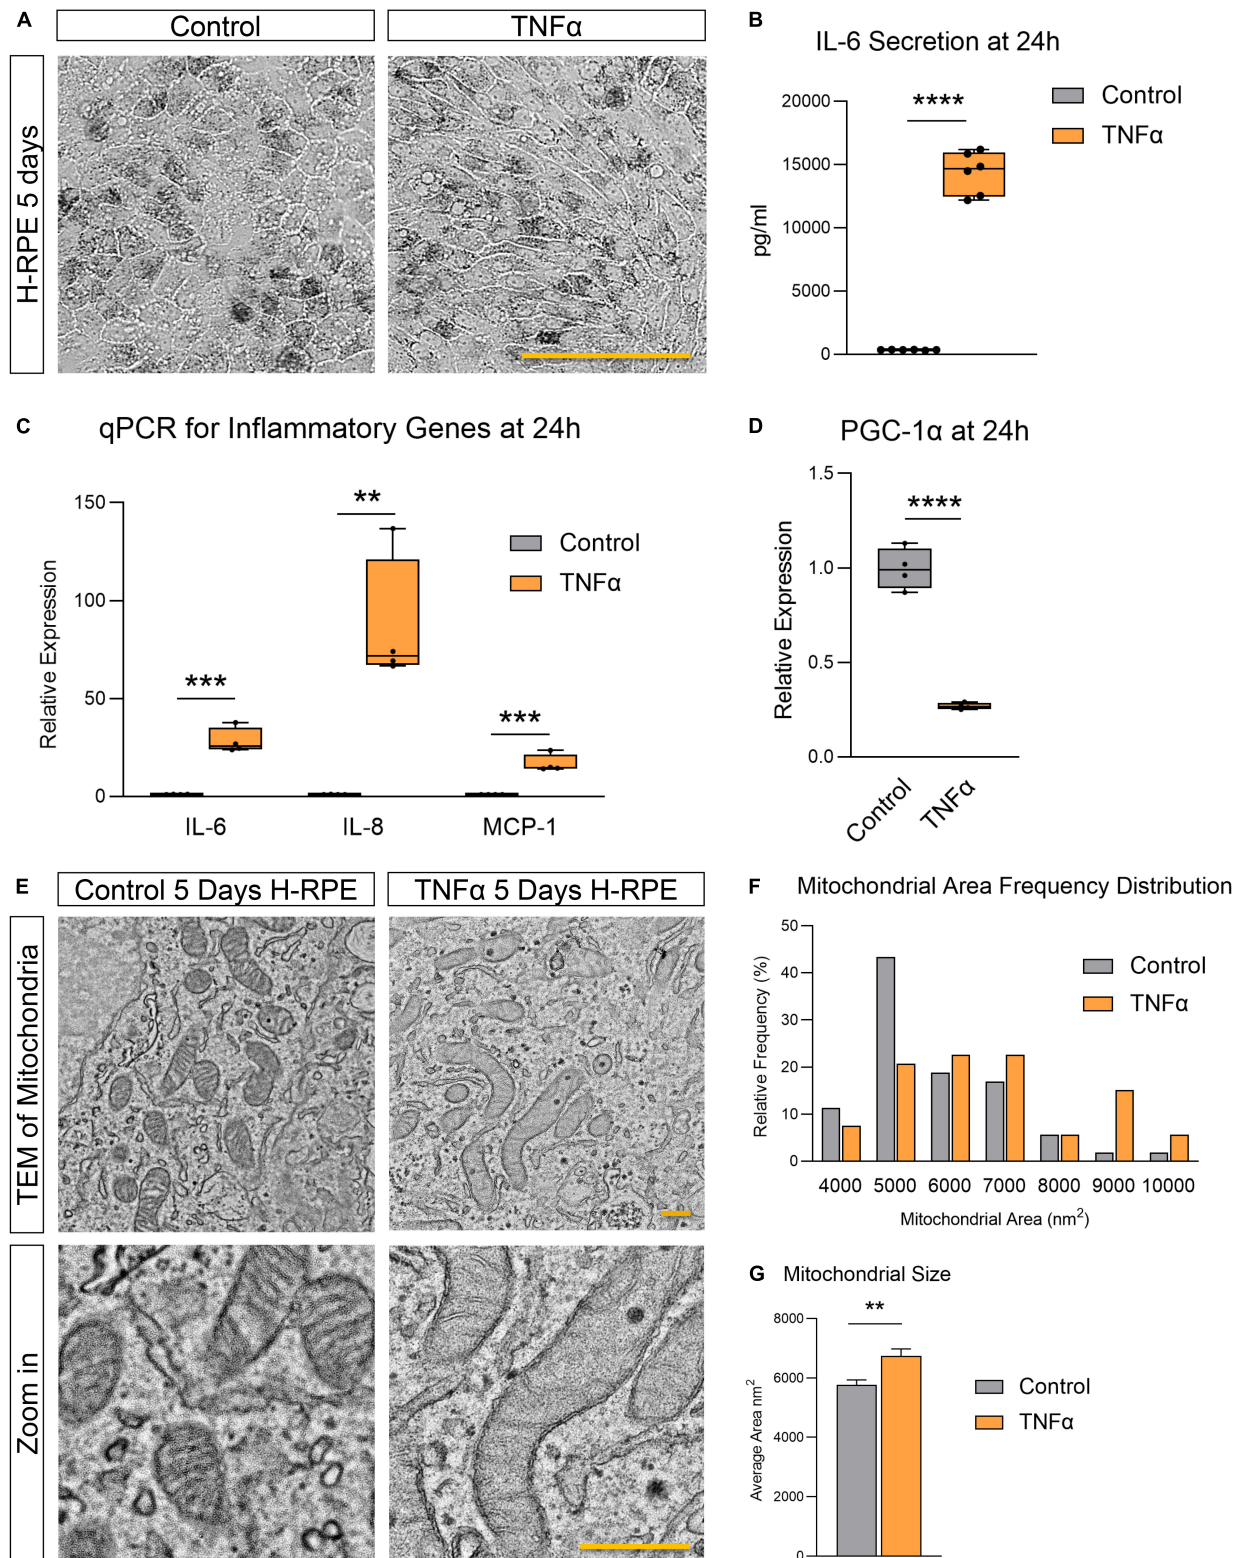 A
Control
TNFα
H-RPE 5 days
B
IL-6 Secretion at 24h
****
Control
TNFα
20000
15000
10000
5000
0
pg/ml
C
qPCR for Inflammatory Genes at 24h
150
100
50
0
Relative Expression
***
**
***
Control
TNFα
IL-6
IL-8
MCP-1
D
PGC-1α at 24h
1.5
1.0
0.5
0.0
Relative Expression
****
Control
TNFα
E
Control 5 Days H-RPE
TNFα 5 Days H-RPE
TEM of Mitochondria
Zoom in
F
Mitochondrial Area Frequency Distribution
50
40
30
20
10
0
Relative Frequency (%)
Control
TNFα
4000
5000
6000
7000
8000
9000
10000
Mitochondrial Area (nm²)
G
Mitochondrial Size
**
8000
6000
4000
2000
0
Average Area nm²
Control
TNFα